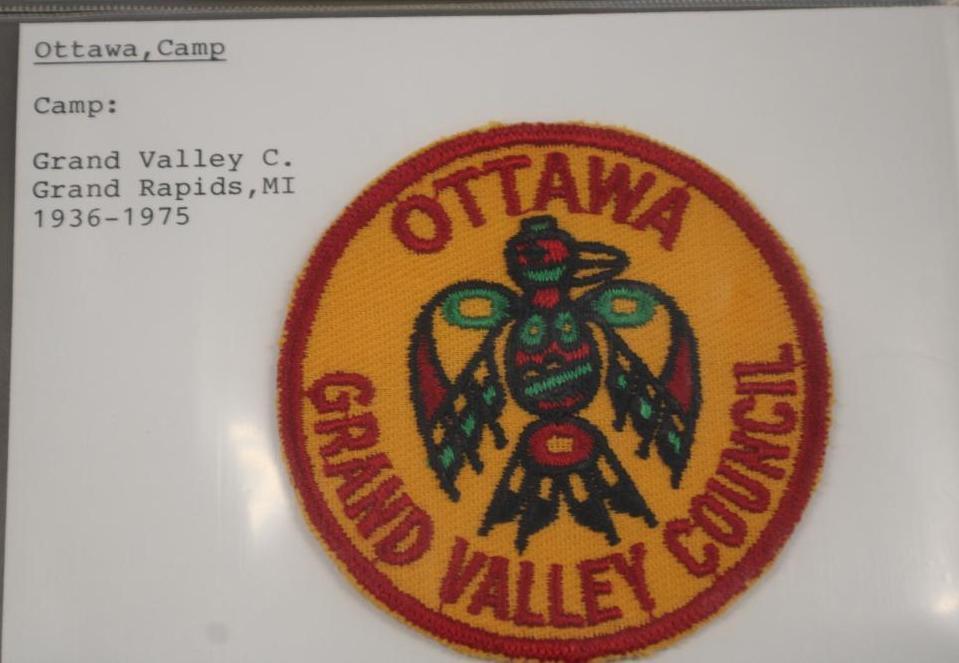 Ottawa,Camp
Camp:
Grand Valley C.
Grand Rapids,MI
1936-1975
OTTAWA
GRAND VALLEY COUNCIL